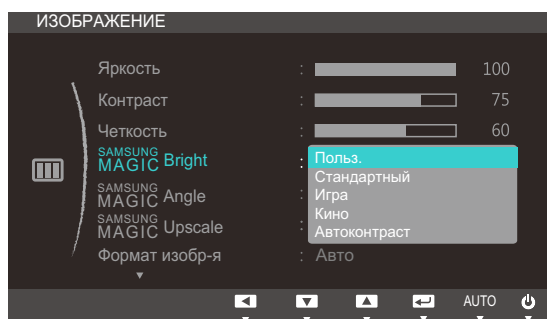 ИЗОБРАЖЕНИЕ
Яркость : 100
Контраст : 75
Четкость : 60
SAMSUNG MAGIC Bright :
Польз.
Стандартный
Игра
Кино
Автоконтраст
SAMSUNG MAGIC Angle :
SAMSUNG MAGIC Upscale :
Формат изобр-я : Авто
AUTO